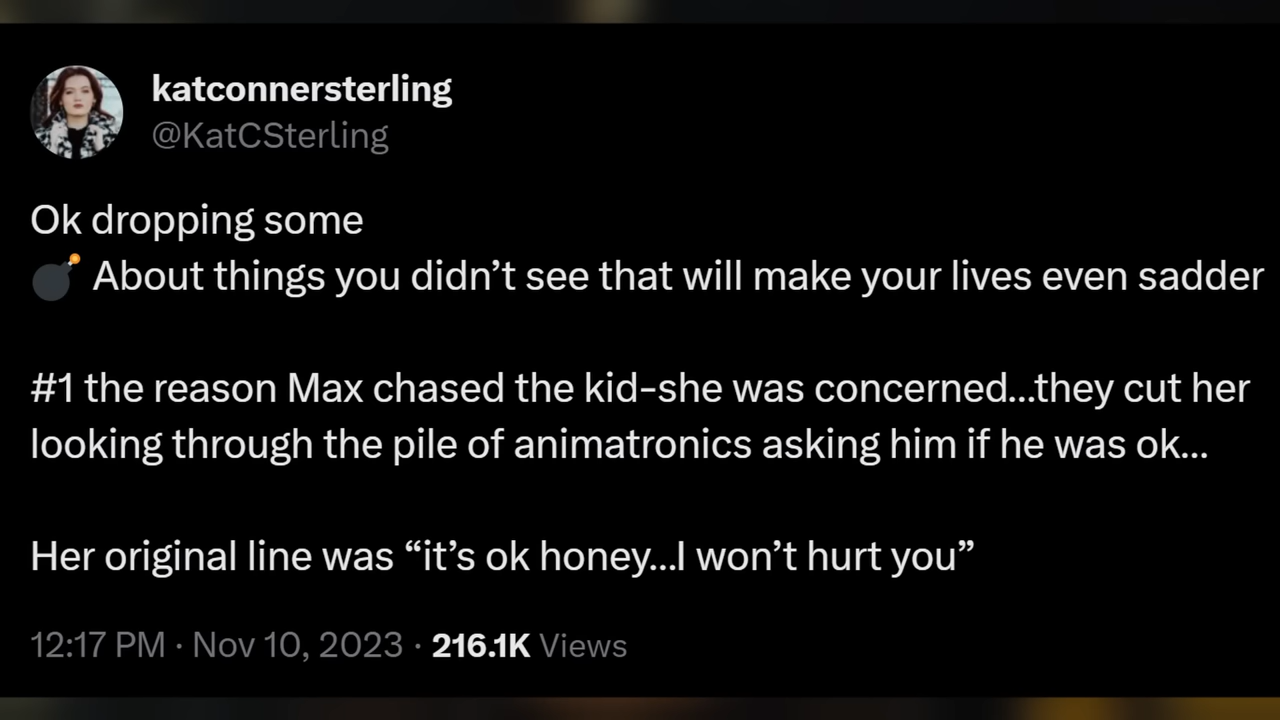 katconnersterling
@KatCSterling
Ok dropping some
💣 About things you didn’t see that will make your lives even sadder
#1 the reason Max chased the kid-she was concerned...they cut her
looking through the pile of animatronics asking him if he was ok...
Her original line was “it’s ok honey...I won’t hurt you”
12:17 PM · Nov 10, 2023 · 216.1K Views